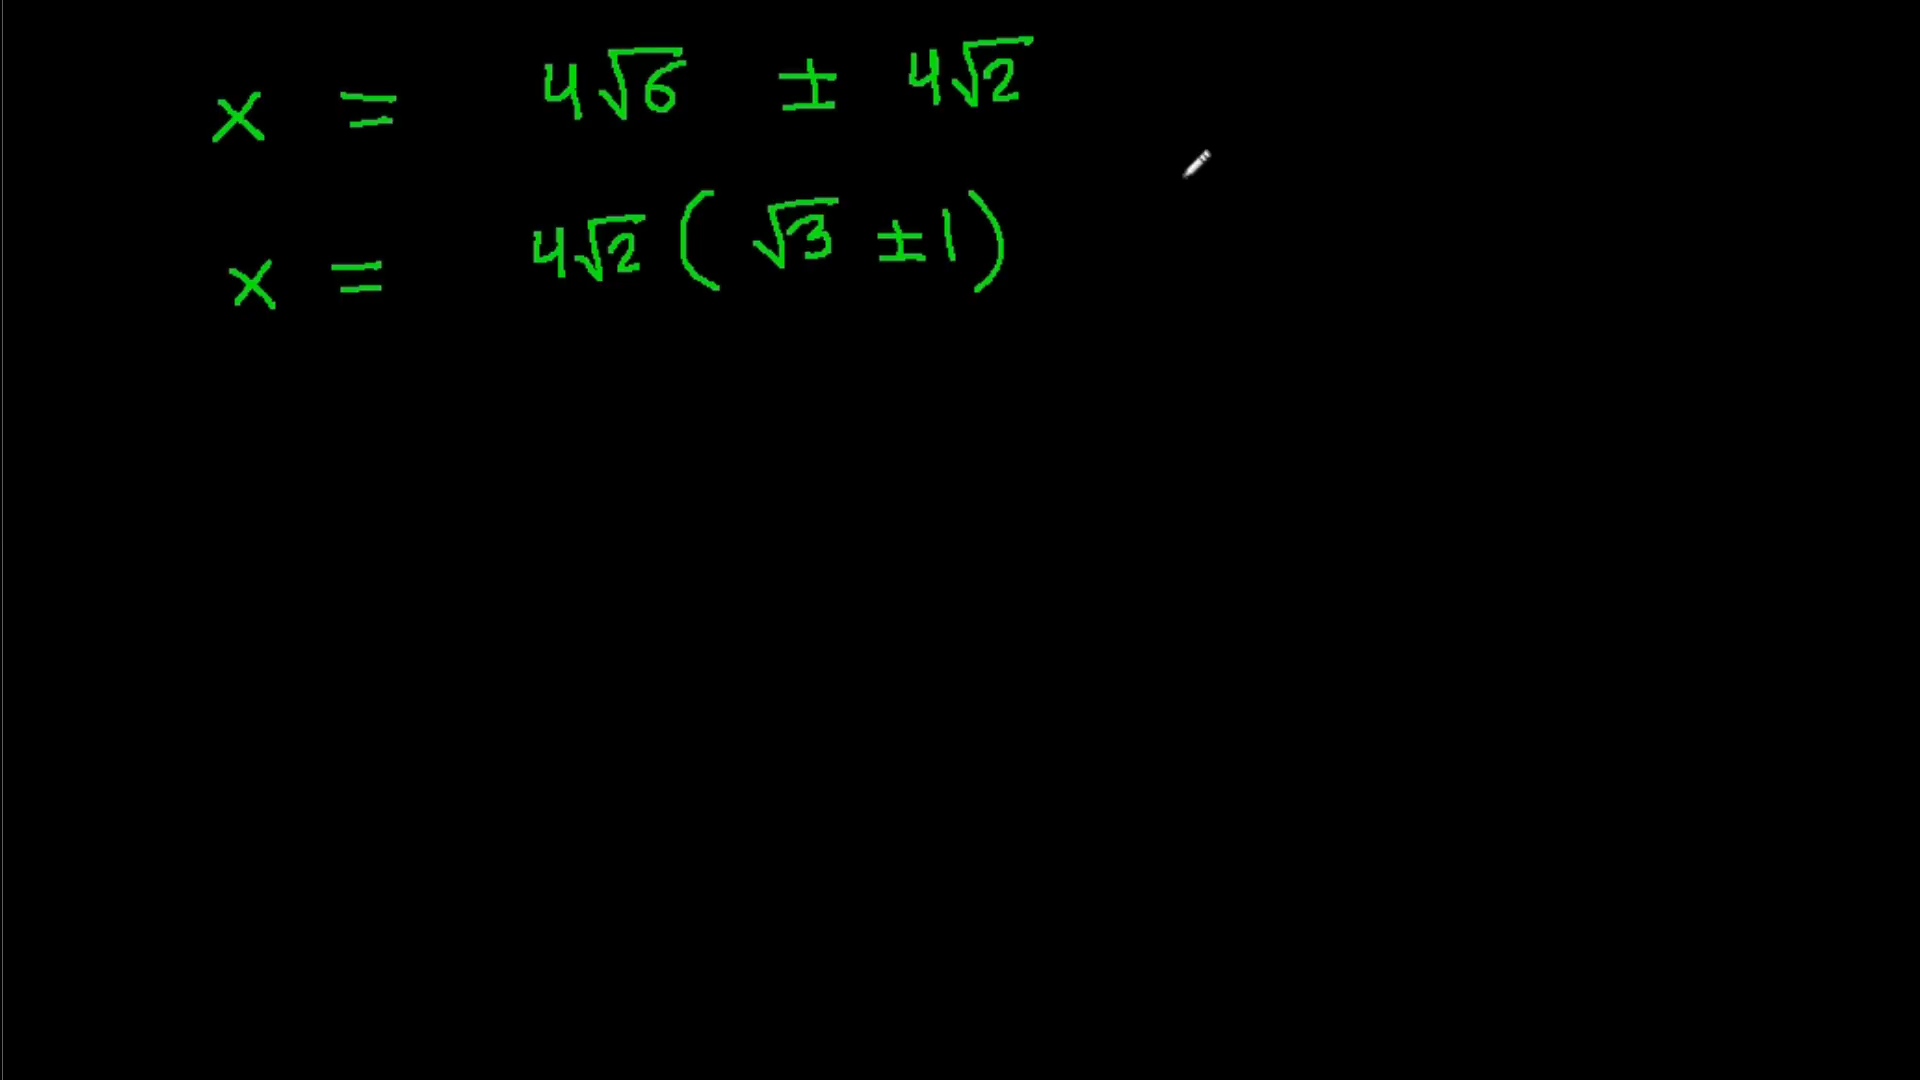 x = 4√6 ± 4√2
x = 4√2 ( √3 ± 1 )